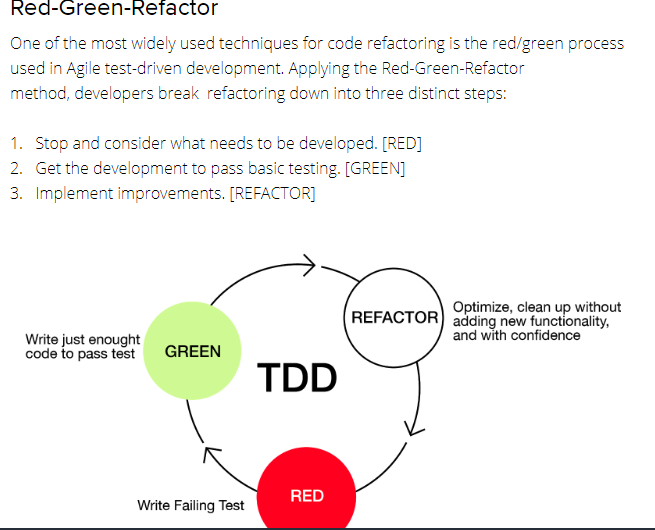 Red-Green-Refactor
One of the most widely used techniques for code refactoring is the red/green process
used in Agile test-driven development. Applying the Red-Green-Refactor
method, developers break refactoring down into three distinct steps:
1. Stop and consider what needs to be developed. [RED]
2. Get the development to pass basic testing. [GREEN]
3. Implement improvements. [REFACTOR]
REFACTOR
Optimize, clean up without
adding new functionality,
and with confidence
Write just enought
code to pass test
GREEN
TDD
RED
Write Failing Test